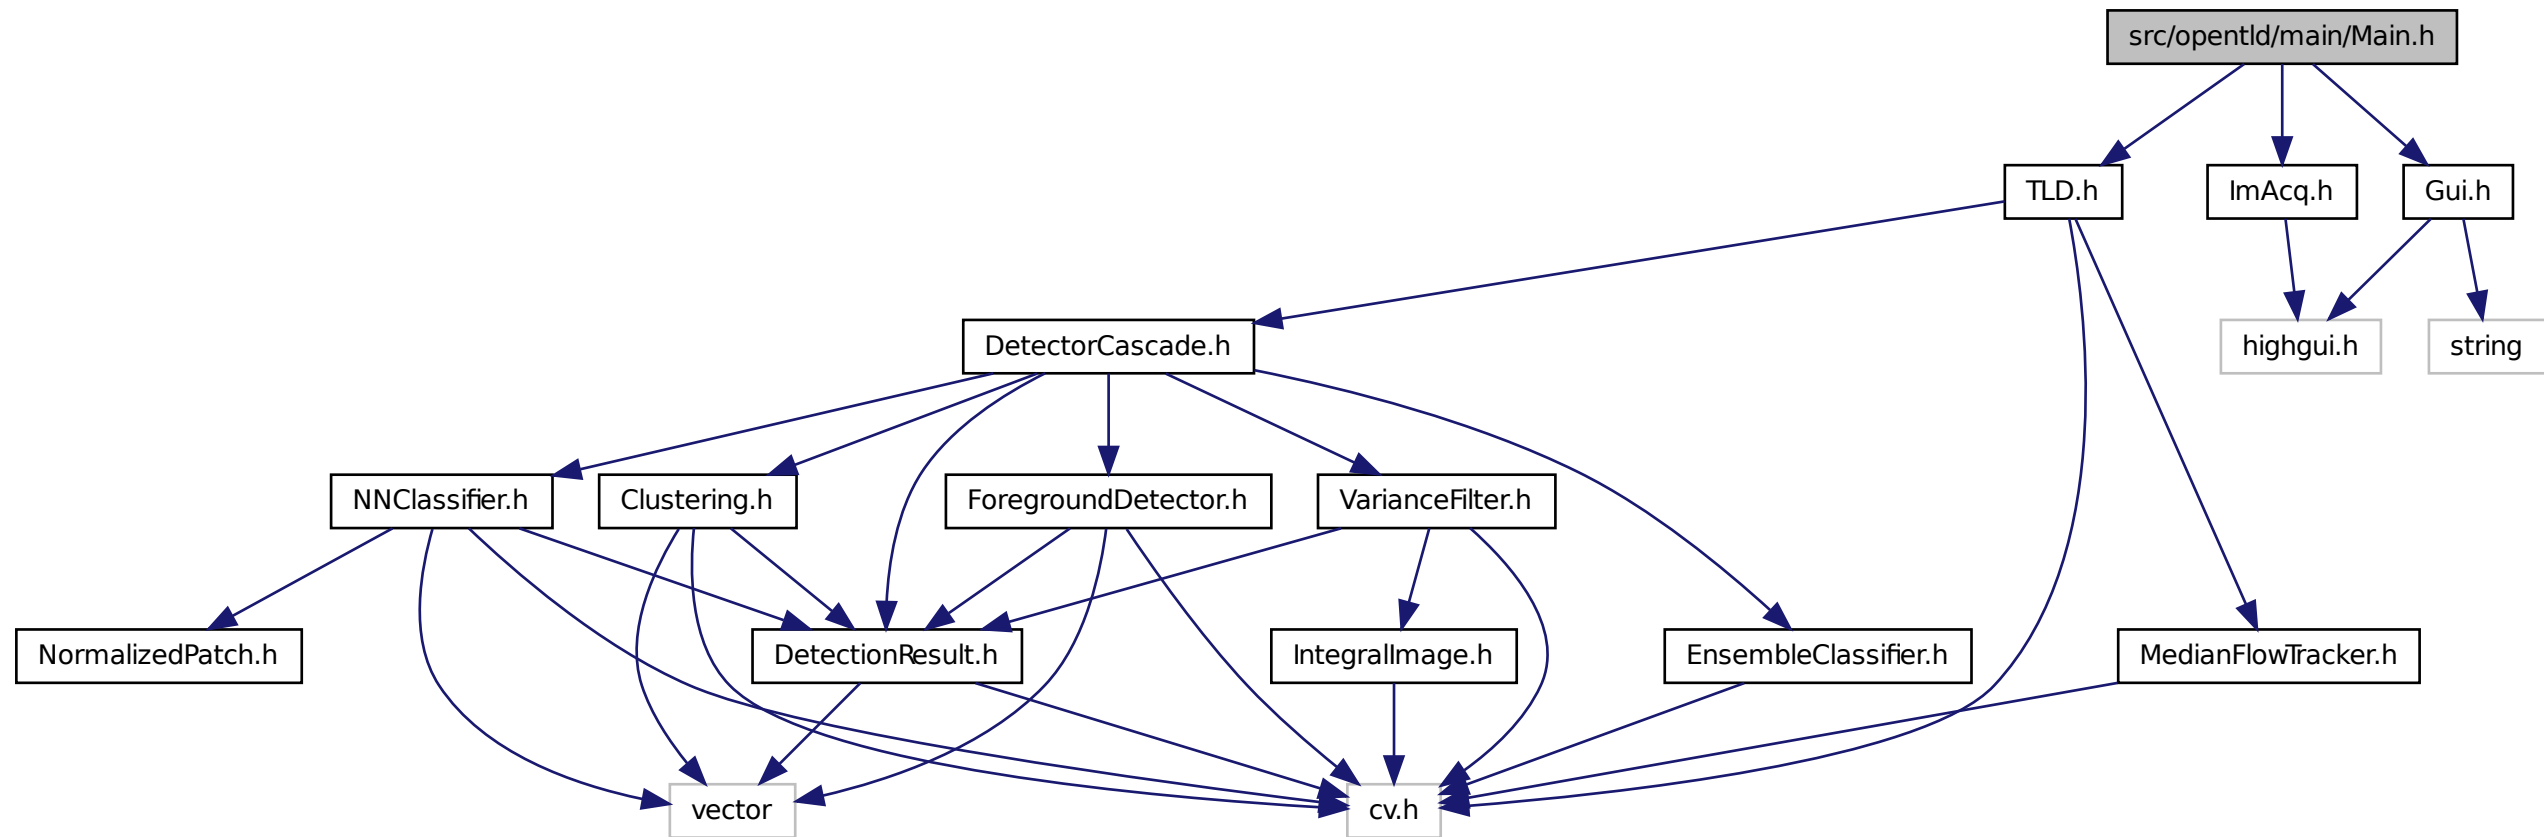 src/opentld/main/Main.h
TLD.h
ImAcq.h
Gui.h
DetectorCascade.h
highgui.h
string
NNClassifier.h
Clustering.h
ForegroundDetector.h
VarianceFilter.h
NormalizedPatch.h
DetectionResult.h
IntegralImage.h
EnsembleClassifier.h
MedianFlowTracker.h
vector
cv.h